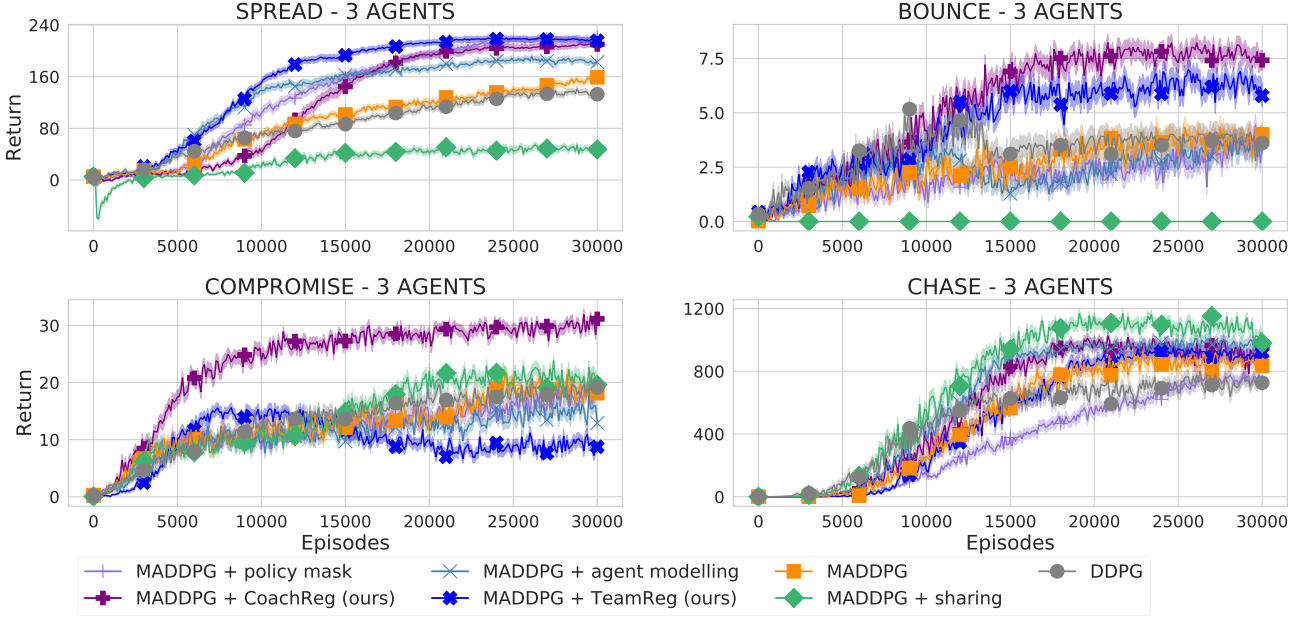 SPREAD - 3 AGENTS
BOUNCE - 3 AGENTS
Return
240
160
80
0
0 5000 10000 15000 20000 25000 30000
7.5
5.0
2.5
0.0
0 5000 10000 15000 20000 25000 30000
COMPROMISE - 3 AGENTS
CHASE - 3 AGENTS
Return
30
20
10
0
0 5000 10000 15000 20000 25000 30000
Episodes
1200
800
400
0
0 5000 10000 15000 20000 25000 30000
Episodes
MADDPG + policy mask
MADDPG + agent modelling
MADDPG
DDPG
MADDPG + CoachReg (ours)
MADDPG + TeamReg (ours)
MADDPG + sharing